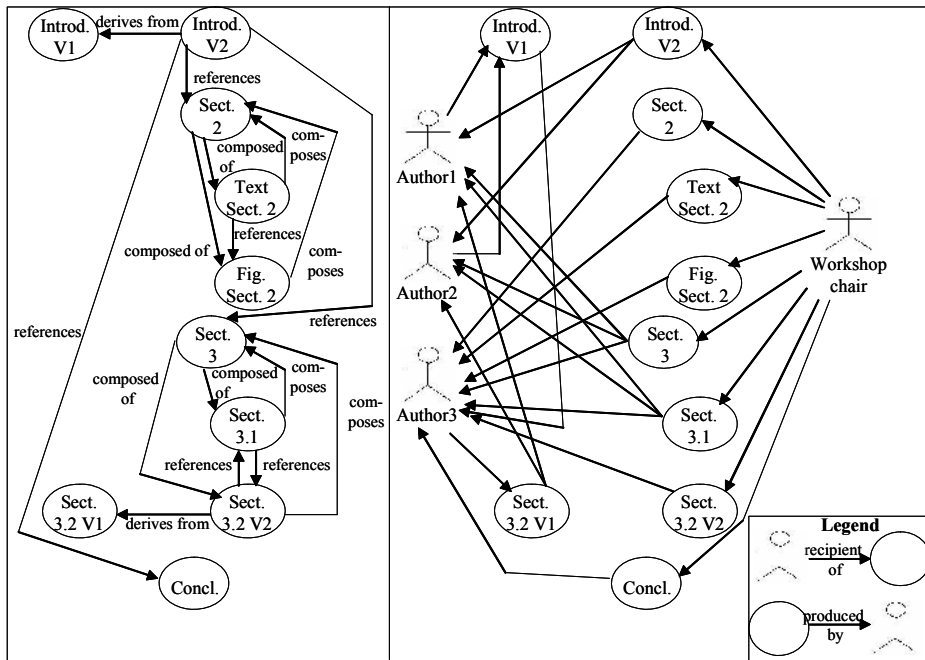 Introd.
V1
derives from
Introd.
V2
references
Sect.
2
com-
poses
composed
of
Text
Sect. 2
references
composed of
com-
poses
Fig.
Sect. 2
references
references
Sect.
3
composed
of
composed
of
com-
poses
com-
poses
Sect.
3.1
references
references
Sect.
3.2 V1
derives from
Sect.
3.2 V2
Concl.
Introd.
V1
Introd.
V2
Sect.
2
Author1
Text
Sect. 2
Author2
Fig.
Sect. 2
Workshop
chair
Sect.
3
Author3
Sect.
3.1
Sect.
3.2 V1
Sect.
3.2 V2
Concl.
Legend
recipient
of
produced
by